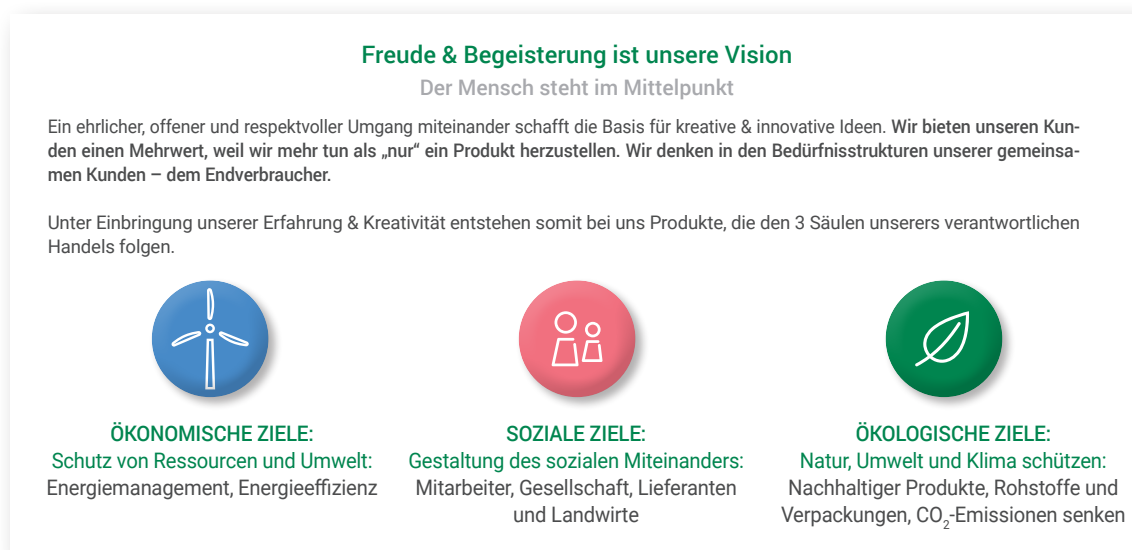 Freude & Begeisterung ist unsere Vision
Der Mensch steht im Mittelpunkt
Ein ehrlicher, offener und respektvoller Umgang miteinander schafft die Basis für kreative & innovative Ideen. Wir bieten unseren Kun-
den einen Mehrwert, weil wir mehr tun als „nur“ ein Produkt herzustellen. Wir denken in den Bedürfnisstrukturen unserer gemeinsa-
men Kunden – dem Endverbraucher.
Unter Einbringung unserer Erfahrung & Kreativität entstehen somit bei uns Produkte, die den 3 Säulen unserers verantwortlichen
Handels folgen.
ÖKONOMISCHE ZIELE:
Schutz von Ressourcen und Umwelt:
Energiemanagement, Energieeffizienz
SOZIALE ZIELE:
Gestaltung des sozialen Miteinanders:
Mitarbeiter, Gesellschaft, Lieferanten
und Landwirte
ÖKOLOGISCHE ZIELE:
Natur, Umwelt und Klima schützen:
Nachhaltiger Produkte, Rohstoffe und
Verpackungen, CO₂-Emissionen senken